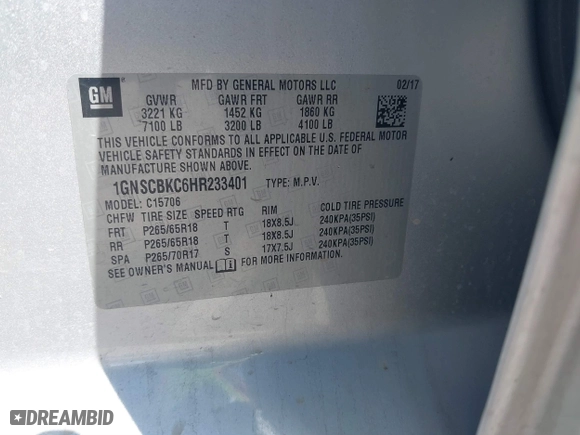 GM
MFD BY GENERAL MOTORS LLC 02/17
GVWR GAWR FRT GAWR RR
3221 KG 1452 KG 1860 KG
7100 LB 3200 LB 4100 LB
THIS VEHICLE CONFORMS TO ALL APPLICABLE U.S. FEDERAL MOTOR
VEHICLE SAFETY STANDARDS IN EFFECT ON THE DATE OF
MANUFACTURE SHOWN ABOVE.
1GNSCBKC6HR233401 TYPE: M.P.V.
MODEL: C15706
CHFW TIRE SIZE SPEED RTG RIM COLD TIRE PRESSURE
FRT P265/65R18 T 18X8.5J 240KPA(35PSI)
RR P265/65R18 T 18X8.5J 240KPA(35PSI)
SPA P265/70R17 S 17X7.5J 240KPA(35PSI)
SEE OWNER'S MANUAL FOR MORE INFORMATION.
DREAMBID